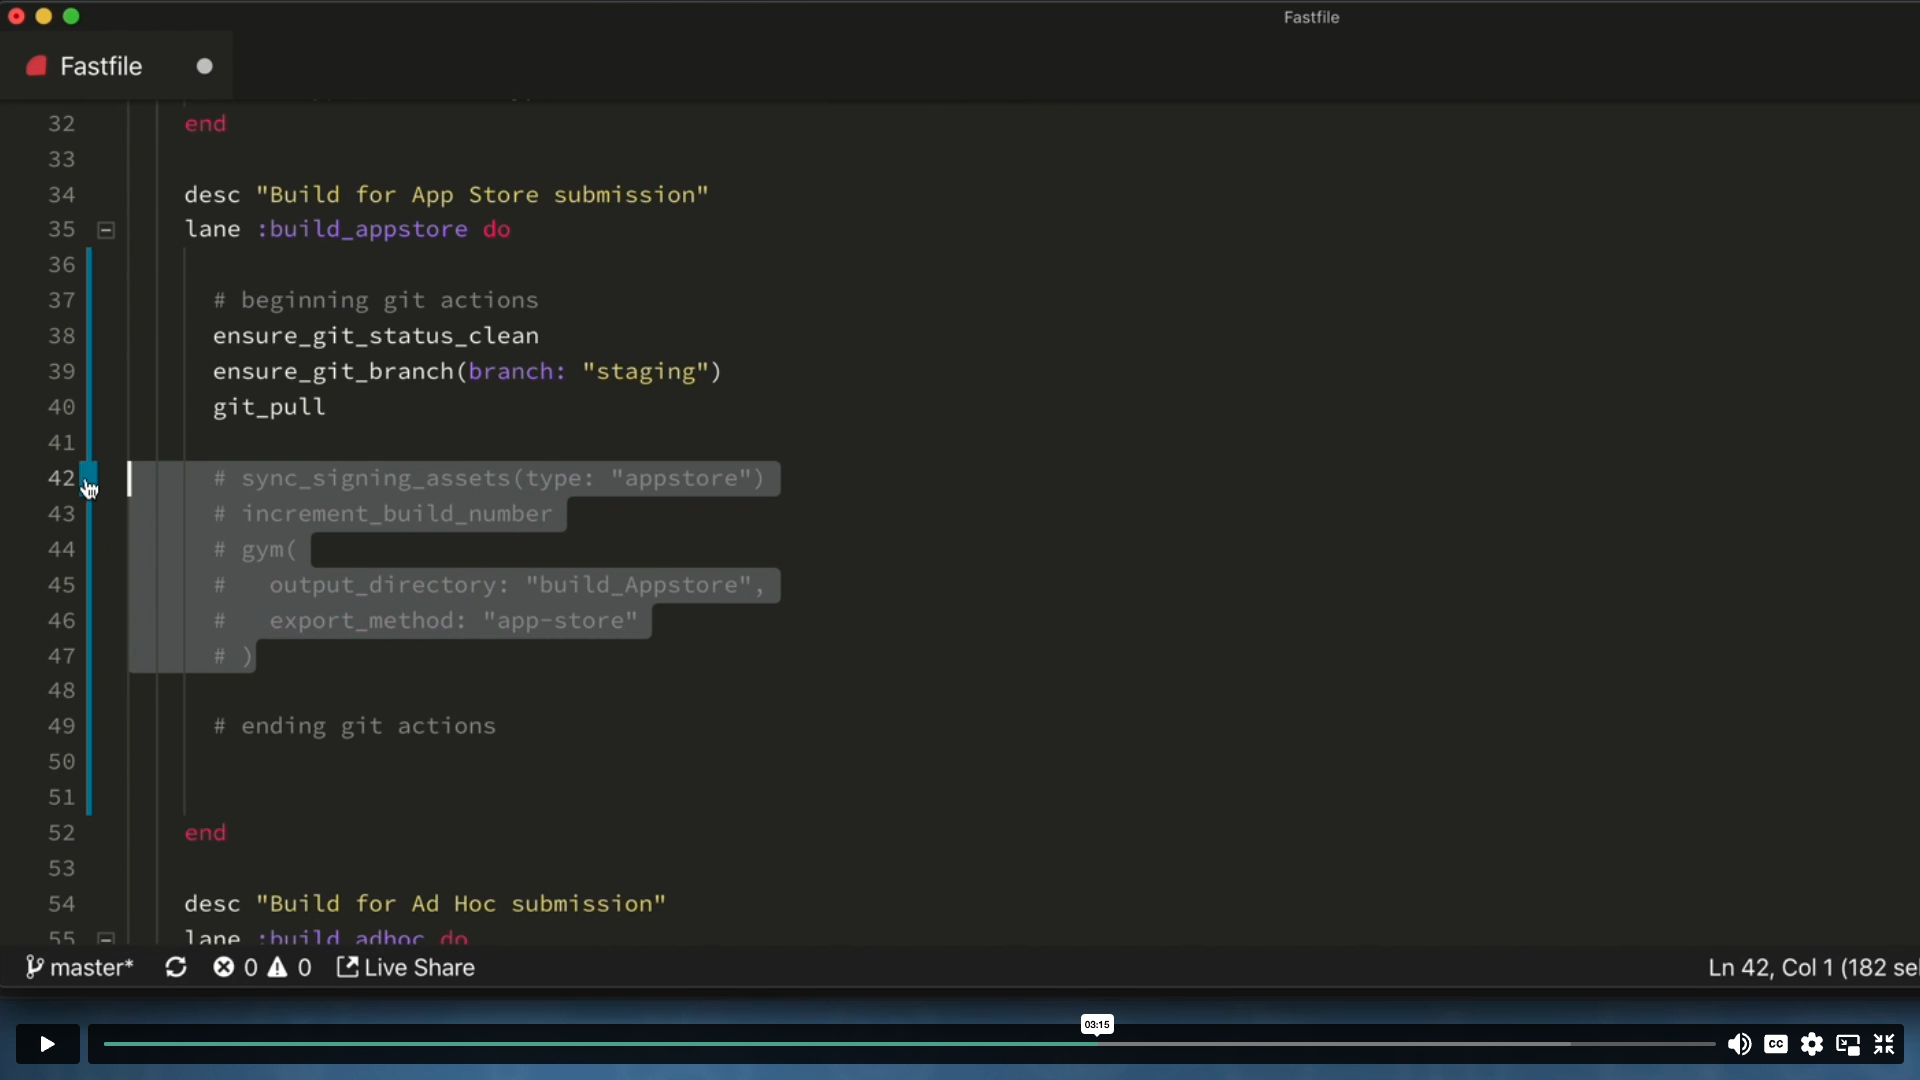 Fastfile
Fastfile
32 end
33
34 desc "Build for App Store submission"
35 lane :build_appstore do
36
37 # beginning git actions
38 ensure_git_status_clean
39 ensure_git_branch(branch: "staging")
40 git_pull
41
42 # sync_signing_assets(type: "appstore")
43 # increment_build_number
44 # gym(
45 #   output_directory: "build_Appstore",
46 #   export_method: "app-store"
47 # )
48
49 # ending git actions
50
51
52 end
53
54 desc "Build for Ad Hoc submission"
55 lane :build_adhoc do
master* 0 0 Live Share Ln 42, Col 1 (182 sel
03:15
CC